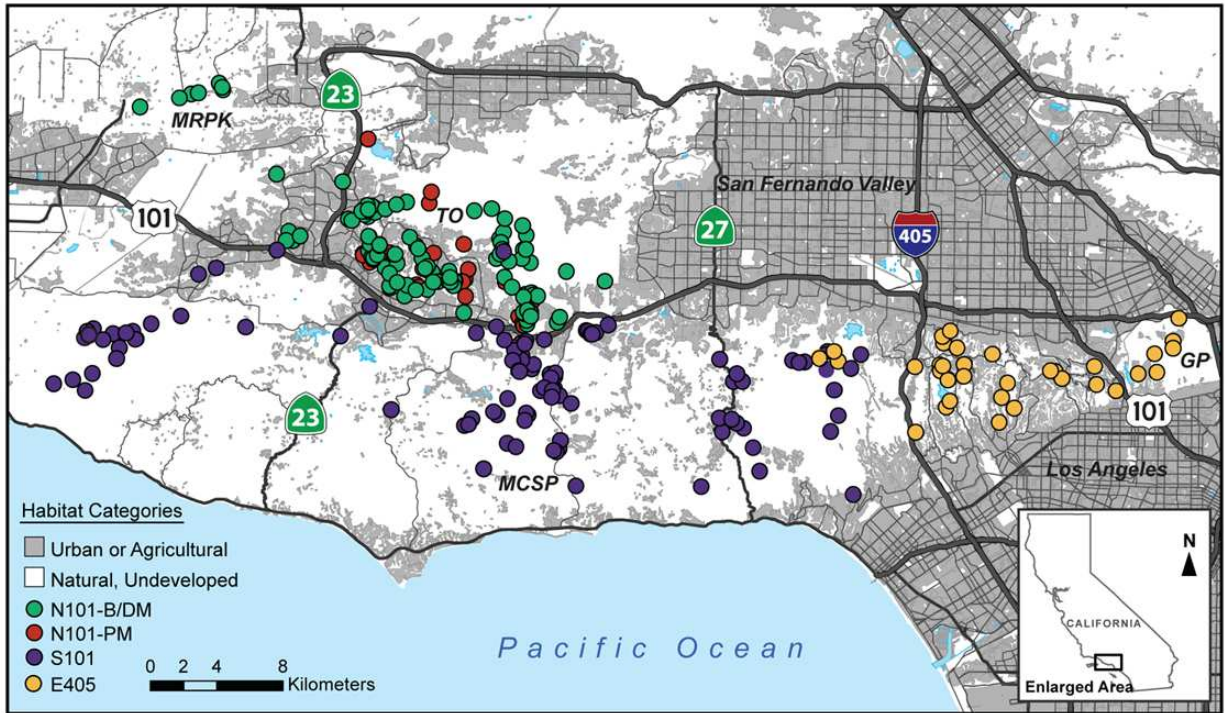 23
MRPK
San Fernando Valley
TO
101
27
405
GP
101
23
Los Angeles
MCSP
Habitat Categories
Urban or Agricultural
Natural, Undeveloped
N101-B/DM
N101-PM
S101
E405
0 2 4 8
Kilometers
Pacific Ocean
N
CALIFORNIA
Enlarged Area